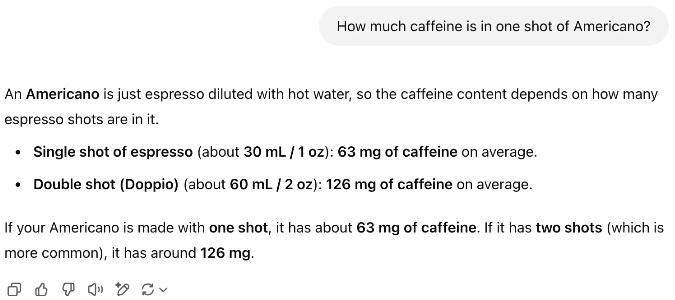 How much caffeine is in one shot of Americano?
An Americano is just espresso diluted with hot water, so the caffeine content depends on how many
espresso shots are in it.
• Single shot of espresso (about 30 mL / 1 oz): 63 mg of caffeine on average.
• Double shot (Doppio) (about 60 mL / 2 oz): 126 mg of caffeine on average.
If your Americano is made with one shot, it has about 63 mg of caffeine. If it has two shots (which is
more common), it has around 126 mg.